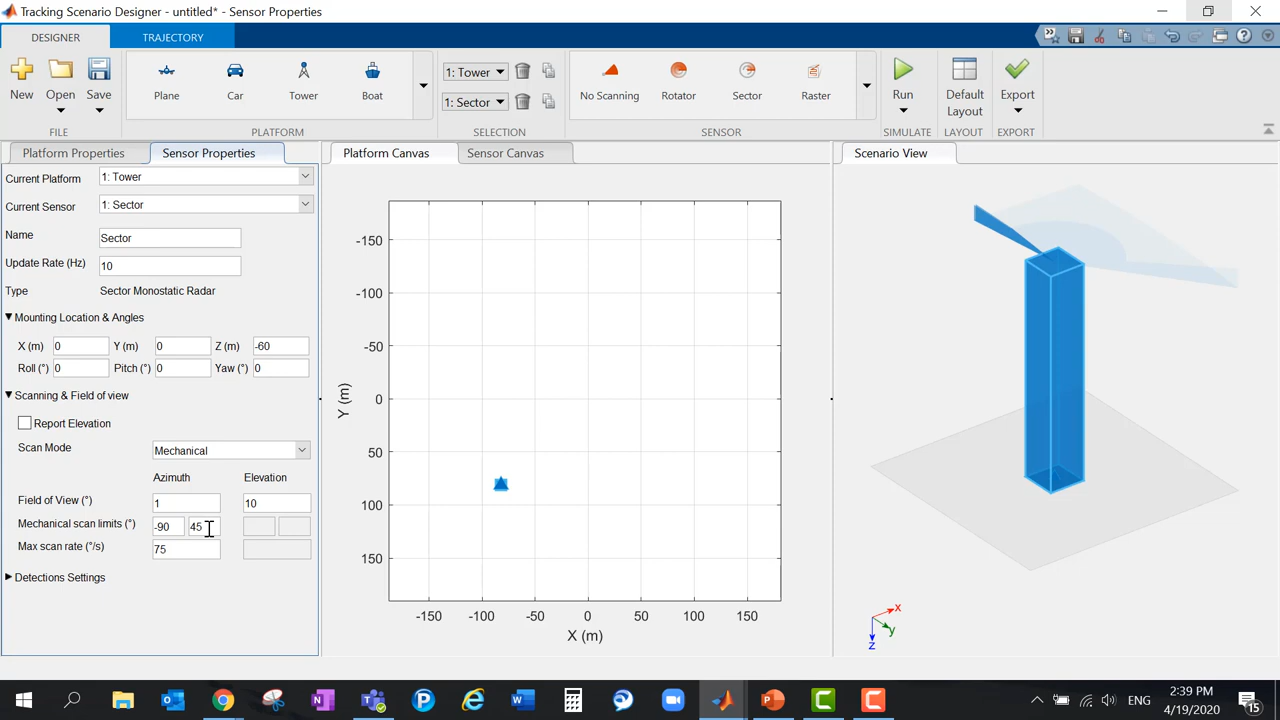 Tracking Scenario Designer - untitled* - Sensor Properties
DESIGNER
TRAJECTORY
New
Open
Save
Plane
Car
Tower
Boat
1: Tower
1: Sector
No Scanning
Rotator
Sector
Raster
Run
Default
Layout
Export
FILE
PLATFORM
SELECTION
SENSOR
SIMULATE
LAYOUT
EXPORT
Platform Properties
Sensor Properties
Platform Canvas
Sensor Canvas
Scenario View
Current Platform
1: Tower
Current Sensor
1: Sector
Name
Sector
Update Rate (Hz)
10
Type
Sector Monostatic Radar
Mounting Location & Angles
X (m) 0 Y (m) 0 Z (m) -60
Roll (°) 0 Pitch (°) 0 Yaw (°) 0
Scanning & Field of view
Report Elevation
Scan Mode
Mechanical
Azimuth Elevation
Field of View (°) 1 10
Mechanical scan limits (°) -90 45
Max scan rate (°/s) 75
Detections Settings
-150
-100
-50
0
50
100
150
Y (m)
-150 -100 -50 0 50 100 150
X (m)
x
y
z
ENG
2:39 PM
4/19/2020
15